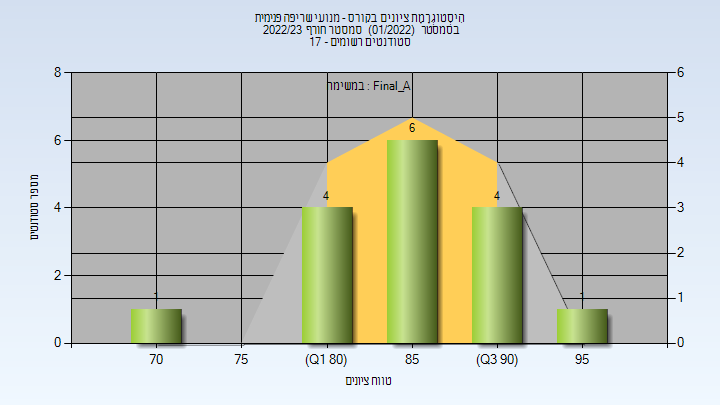 הִיסְטוֹגְרָמַת ציונים בקורס - מנועי שריפה פנימית
בסמסטר (01/2022) סמסטר חורף 2022/23
סטודנטים רשומים - 17
במשימה : Final_A
8
6
4
2
0
מספר סטודנטים
6
5
4
3
2
1
0
1
4
6
4
1
70
75
(Q1 80)
85
(Q3 90)
95
טווח ציונים